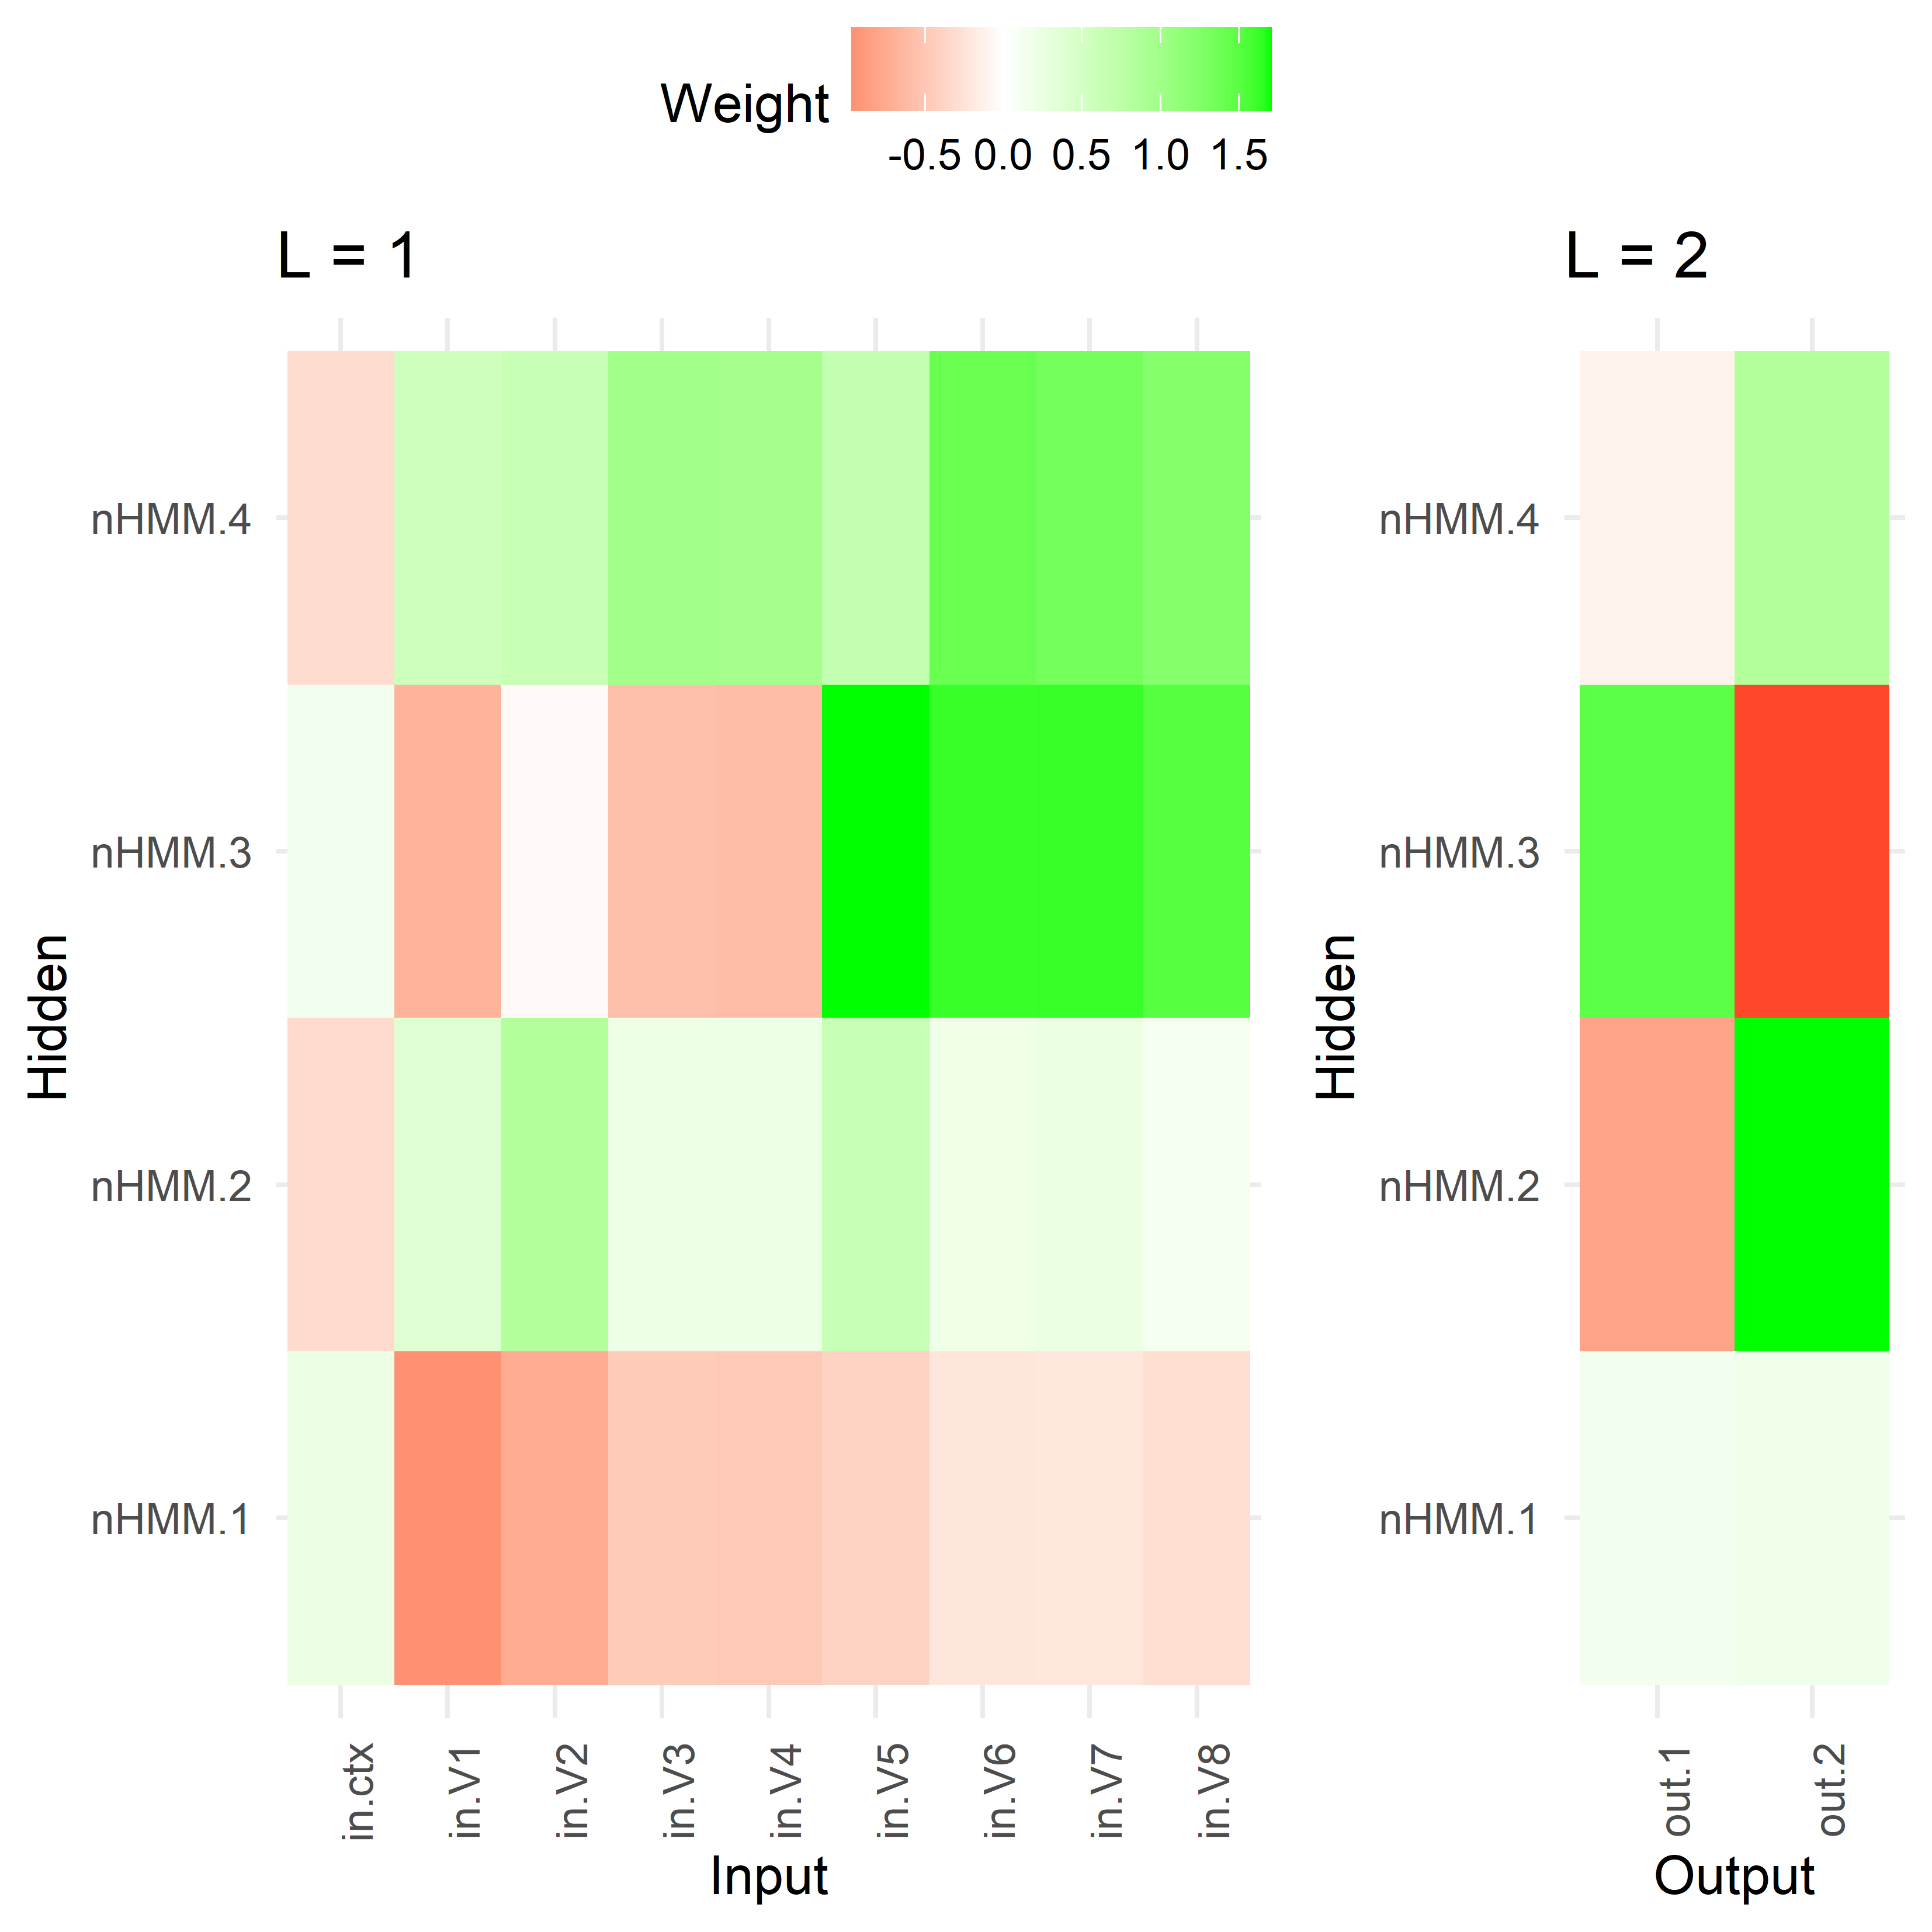 Weight
-0.5 0.0 0.5 1.0 1.5
L = 1
Hidden
nHMM.4
nHMM.3
nHMM.2
nHMM.1
in.ctx
in.V1
in.V2
in.V3
in.V4
in.V5
in.V6
in.V7
in.V8
Input
L = 2
Hidden
nHMM.4
nHMM.3
nHMM.2
nHMM.1
out.1
out.2
Output